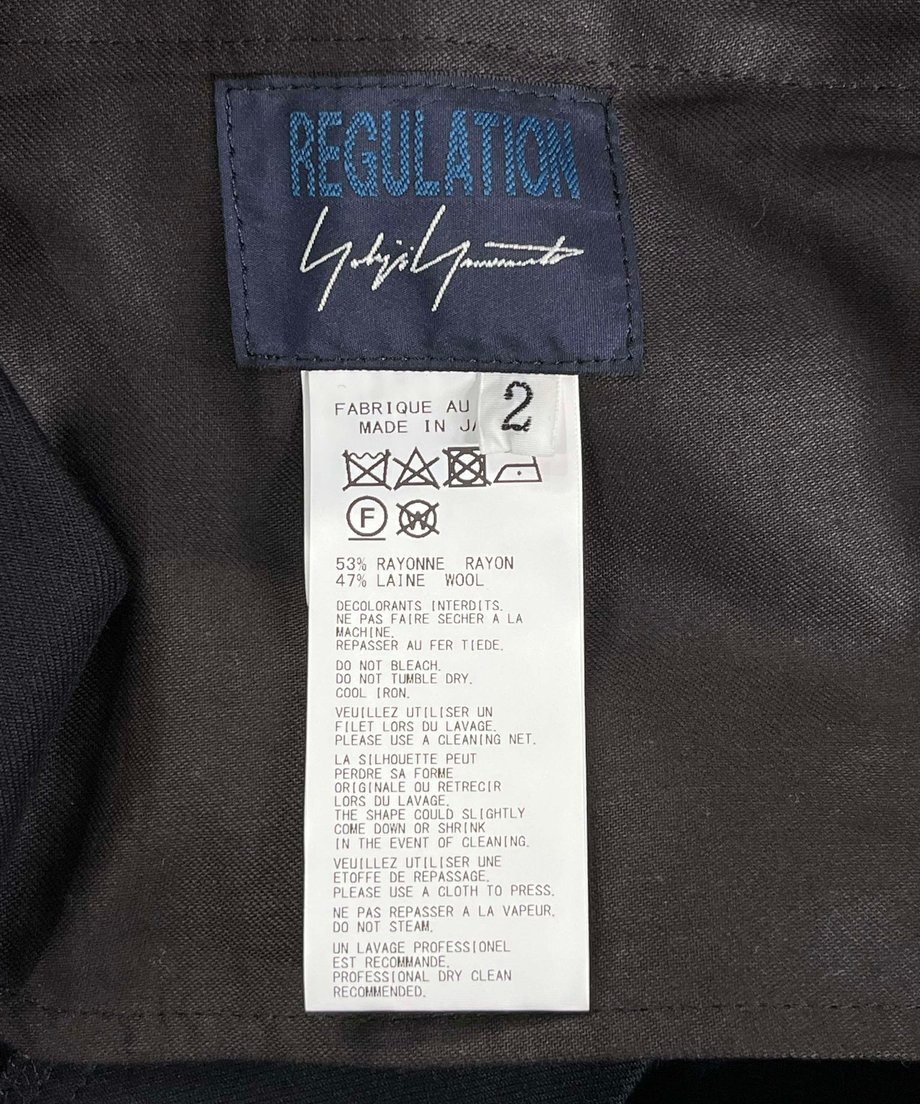 REGULATION
Yohji Yamamoto
2
FABRIQUE AU
MADE IN
F
W
53% RAYONNE RAYON
47% LAINE WOOL
DECOLORANTS INTERDITS.
NE PAS FAIRE SECHER A LA
MACHINE.
REPASSER AU FER TIEDE.
DO NOT BLEACH.
DO NOT TUMBLE DRY.
COOL IRON.
VEUILLEZ UTILISER UN
FILET LORS DU LAVAGE.
PLEASE USE A CLEANING NET.
LA SILHOUETTE PEUT
PERDRE SA FORME
ORIGINALE OU RETRECIR
LORS DU LAVAGE.
THE SHAPE COULD SLIGHTLY
COME DOWN OR SHRINK
IN THE EVENT OF CLEANING.
VEUILLEZ UTILISER UNE
ETOFFE DE REPASSAGE.
PLEASE USE A CLOTH TO PRESS.
NE PAS REPASSER A LA VAPEUR.
DO NOT STEAM.
UN LAVAGE PROFESSIONEL
EST RECOMMANDE.
PROFESSIONAL DRY CLEAN
RECOMMENDED.